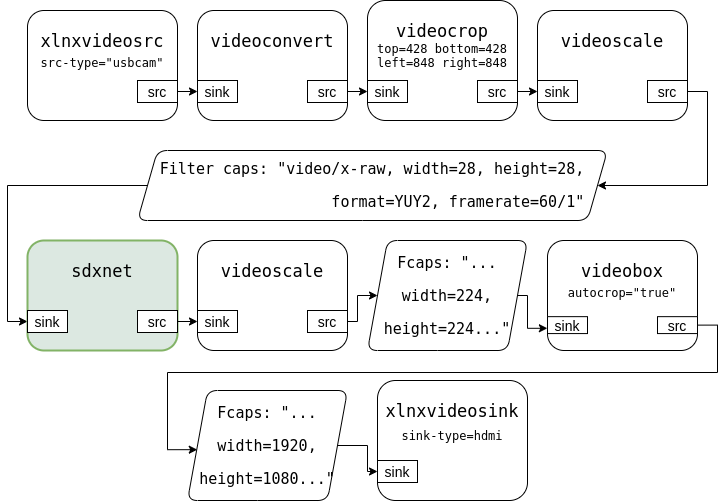 xlnxvideosrc
src-type="usbcam"
src
videoconvert
sink
src
videocrop
top=428 bottom=428
left=848 right=848
sink
src
videoscale
sink
src
Filter caps: "video/x-raw, width=28, height=28,
format=YUY2, framerate=60/1"
sdxnet
sink
src
videoscale
sink
src
Fcaps: "...
width=224,
height=224..."
videobox
autocrop="true"
sink
src
Fcaps: "...
width=1920,
height=1080..."
xlnxvideosink
sink-type=hdmi
sink